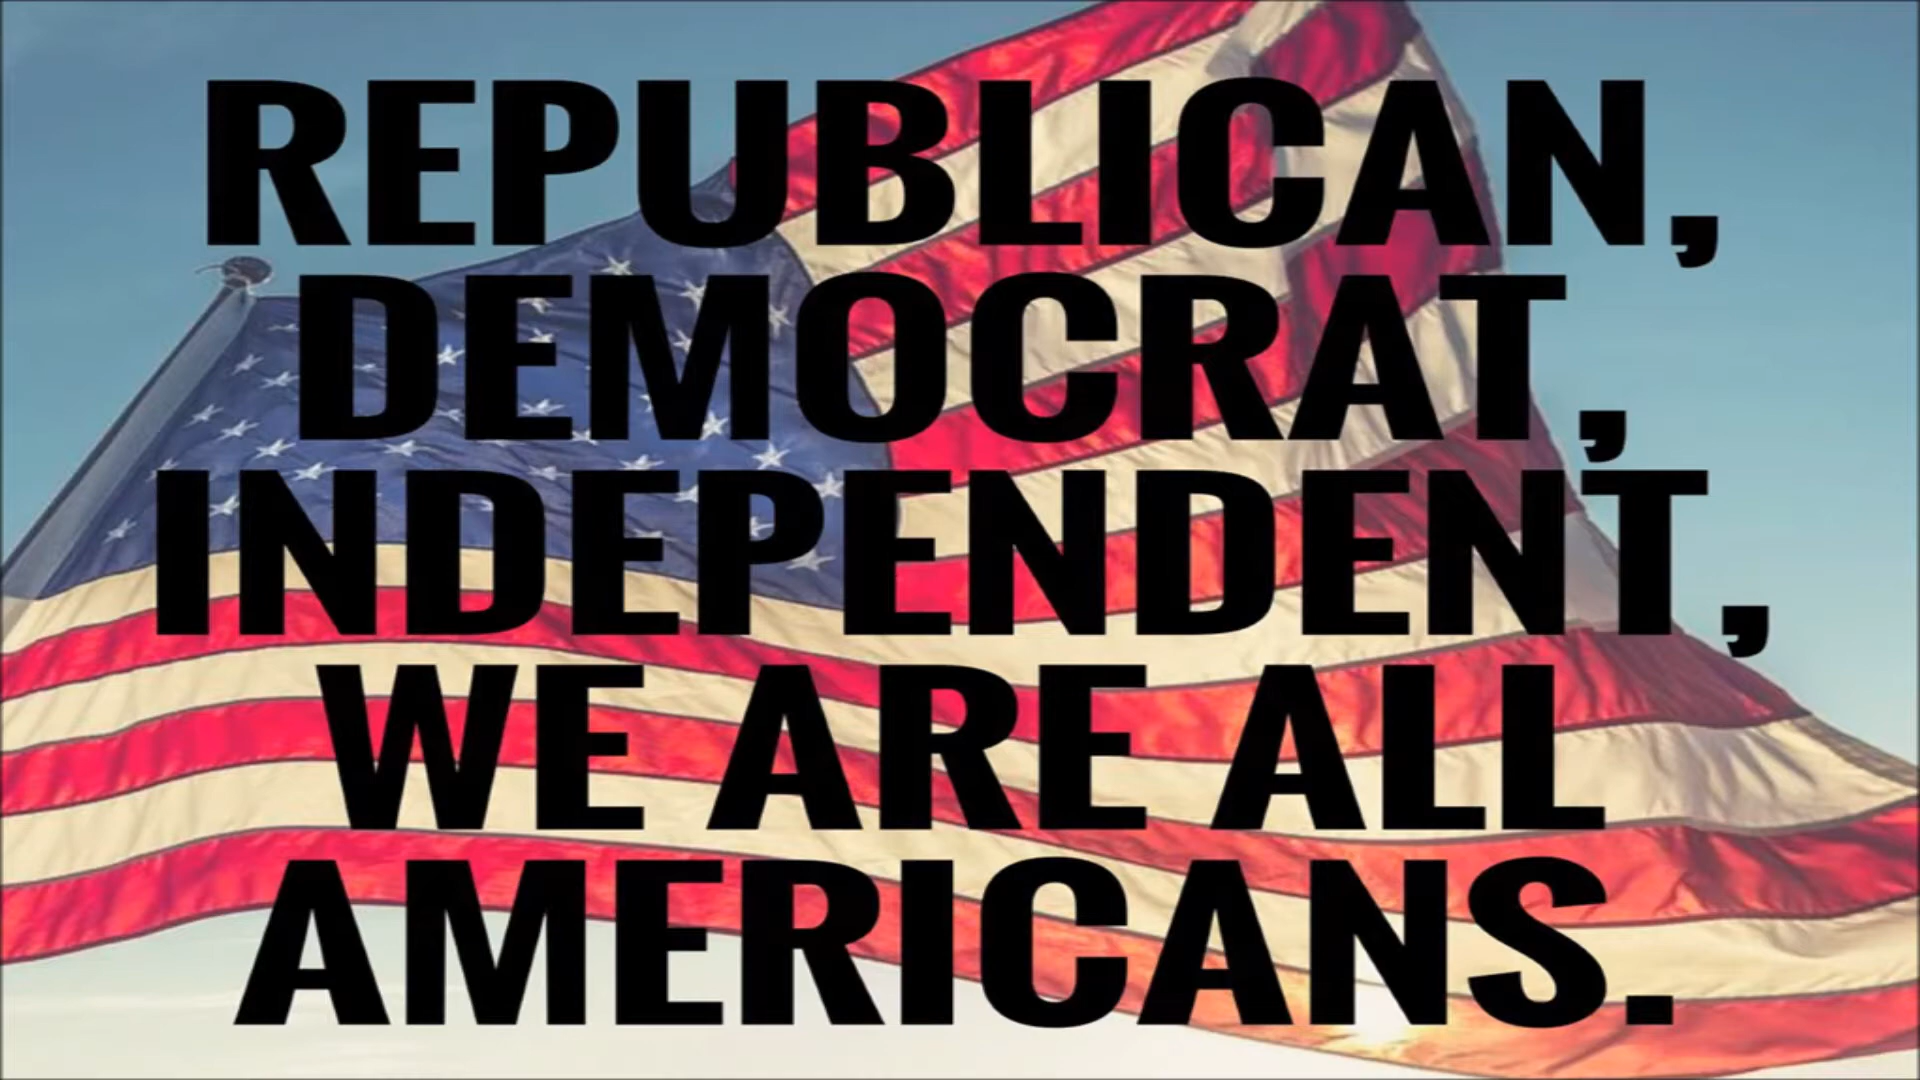 REPUBLICAN,
DEMOCRAT,
INDEPENDENT,
WE ARE ALL
AMERICANS.